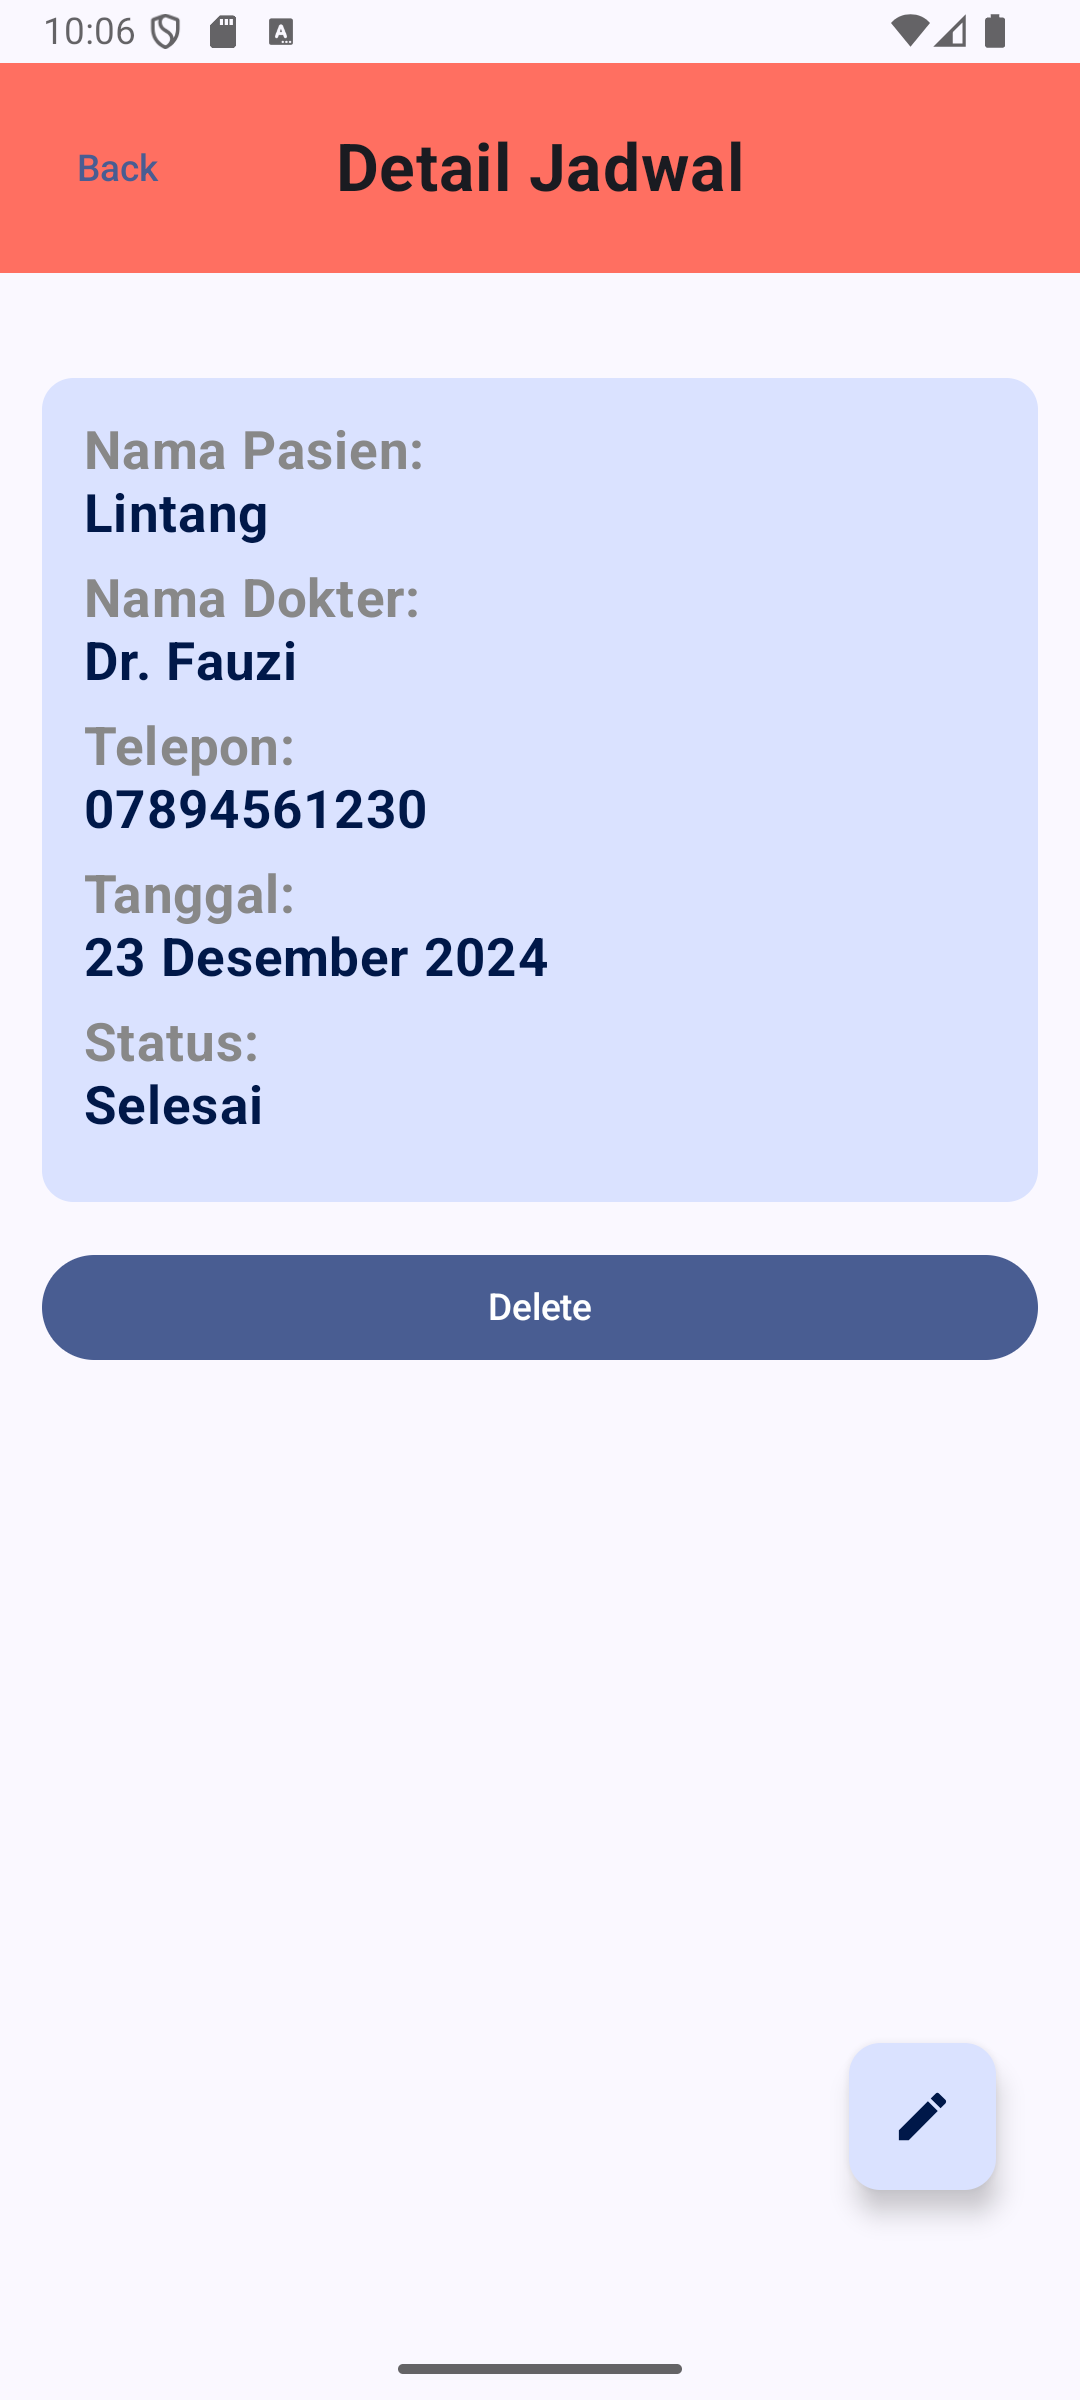 10:06
Back
Detail Jadwal
Nama Pasien:
Lintang
Nama Dokter:
Dr. Fauzi
Telepon:
07894561230
Tanggal:
23 Desember 2024
Status:
Selesai
Delete